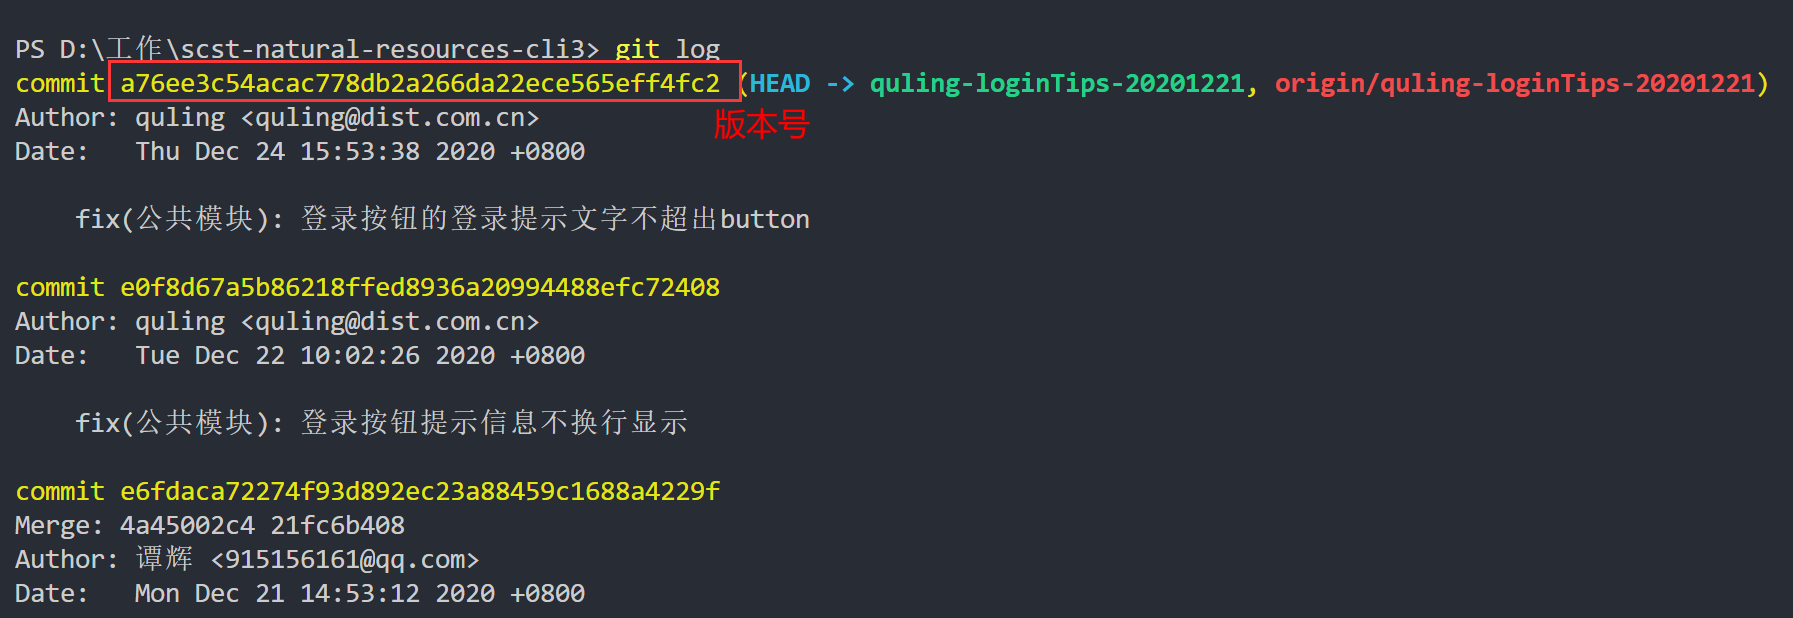 PS D:\工作\scst-natural-resources-cli3> git log
commit a76ee3c54acac778db2a266da22ece565eff4fc2 (HEAD -> quling-loginTips-20201221, origin/quling-loginTips-20201221)
Author: quling <quling@dist.com.cn>
版本号
Date:   Thu Dec 24 15:53:38 2020 +0800
    fix(公共模块): 登录按钮的登录提示文字不超出button
commit e0f8d67a5b86218ffed8936a20994488efc72408
Author: quling <quling@dist.com.cn>
Date:   Tue Dec 22 10:02:26 2020 +0800
    fix(公共模块): 登录按钮提示信息不换行显示
commit e6fdaca72274f93d892ec23a88459c1688a4229f
Merge: 4a45002c4 21fc6b408
Author: 谭辉 <915156161@qq.com>
Date:   Mon Dec 21 14:53:12 2020 +0800